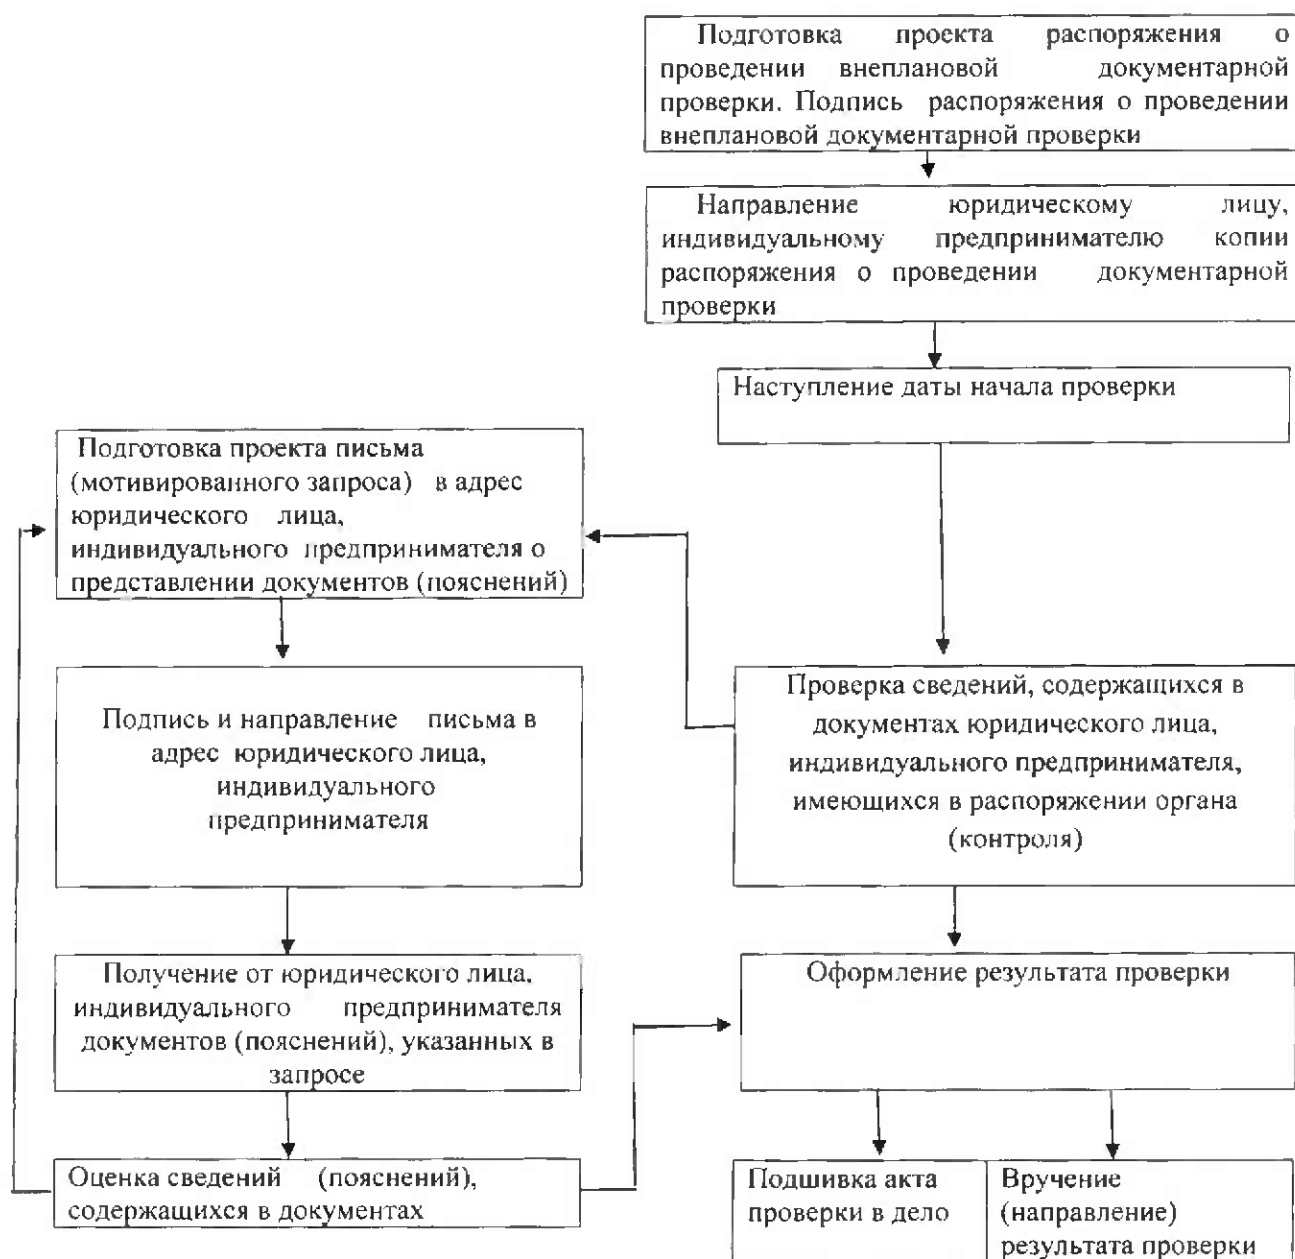 Подготовка проекта распоряжения о
проведении внеплановой документарной
проверки. Подпись распоряжения о проведении
внеплановой документарной проверки
Направление юридическому лицу,
индивидуальному предпринимателю копии
распоряжения о проведении документарной
проверки
Наступление даты начала проверки
Подготовка проекта письма
(мотивированного запроса) в адрес
юридического лица,
индивидуального предпринимателя о
представлении документов (пояснений)
Подпись и направление письма в
адрес юридического лица,
индивидуального
предпринимателя
Проверка сведений, содержащихся в
документах юридического лица,
индивидуального предпринимателя,
имеющихся в распоряжении органа
(контроля)
Получение от юридического лица,
индивидуального предпринимателя
документов (пояснений), указанных в
запросе
Оформление результата проверки
Оценка сведений (пояснений),
содержащихся в документах
Подшивка акта
проверки в дело
Вручение
(направление)
результата проверки